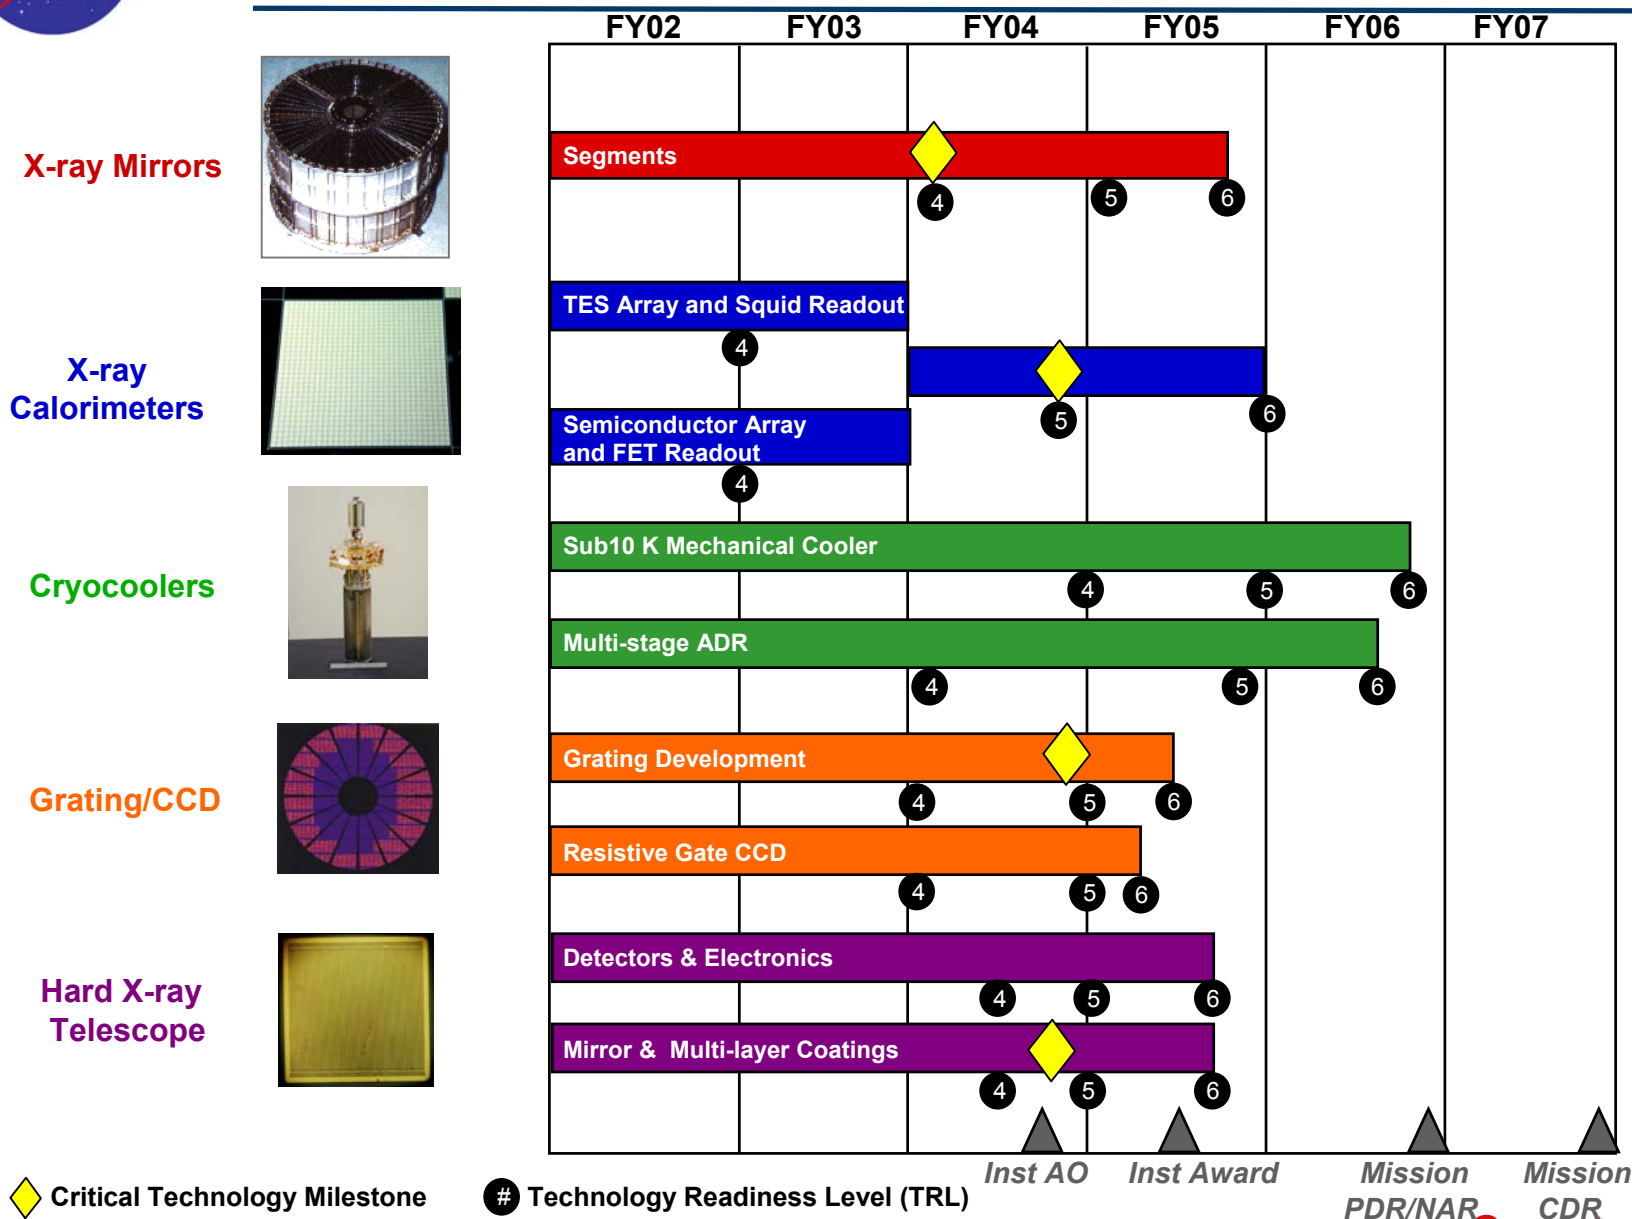 FY02 FY03 FY04 FY05 FY06 FY07
X-ray Mirrors
Segments
4 5 6
X-ray
Calorimeters
TES Array and Squid Readout
4
5 6
Semiconductor Array
and FET Readout
4
Cryocoolers
Sub10 K Mechanical Cooler
4 5 6
Multi-stage ADR
4 5 6
Grating/CCD
Grating Development
4 5 6
Resistive Gate CCD
4 5 6
Hard X-ray
Telescope
Detectors & Electronics
4 5 6
Mirror & Multi-layer Coatings
4 5 6
Inst AO Inst Award Mission PDR/NAR Mission CDR
Critical Technology Milestone
# Technology Readiness Level (TRL)